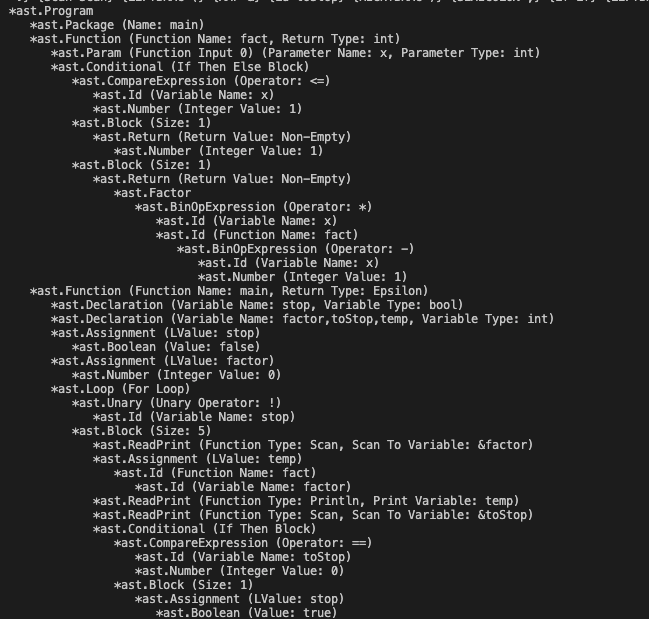 *ast.Program
*ast.Package (Name: main)
*ast.Function (Function Name: fact, Return Type: int)
*ast.Param (Function Input 0) (Parameter Name: x, Parameter Type: int)
*ast.Conditional (If Then Else Block)
*ast.CompareExpression (Operator: <=)
*ast.Id (Variable Name: x)
*ast.Number (Integer Value: 1)
*ast.Block (Size: 1)
*ast.Return (Return Value: Non-Empty)
*ast.Number (Integer Value: 1)
*ast.Block (Size: 1)
*ast.Return (Return Value: Non-Empty)
*ast.Factor
*ast.BinOpExpression (Operator: *)
*ast.Id (Variable Name: x)
*ast.Id (Function Name: fact)
*ast.BinOpExpression (Operator: -)
*ast.Id (Variable Name: x)
*ast.Number (Integer Value: 1)
*ast.Function (Function Name: main, Return Type: Epsilon)
*ast.Declaration (Variable Name: stop, Variable Type: bool)
*ast.Declaration (Variable Name: factor,toStop,temp, Variable Type: int)
*ast.Assignment (LValue: stop)
*ast.Boolean (Value: false)
*ast.Assignment (LValue: factor)
*ast.Number (Integer Value: 0)
*ast.Loop (For Loop)
*ast.Unary (Unary Operator: !)
*ast.Id (Variable Name: stop)
*ast.Block (Size: 5)
*ast.ReadPrint (Function Type: Scan, Scan To Variable: &factor)
*ast.Assignment (LValue: temp)
*ast.Id (Function Name: fact)
*ast.Id (Variable Name: factor)
*ast.ReadPrint (Function Type: Println, Print Variable: temp)
*ast.ReadPrint (Function Type: Scan, Scan To Variable: &toStop)
*ast.Conditional (If Then Block)
*ast.CompareExpression (Operator: ==)
*ast.Id (Variable Name: toStop)
*ast.Number (Integer Value: 0)
*ast.Block (Size: 1)
*ast.Assignment (LValue: stop)
*ast.Boolean (Value: true)